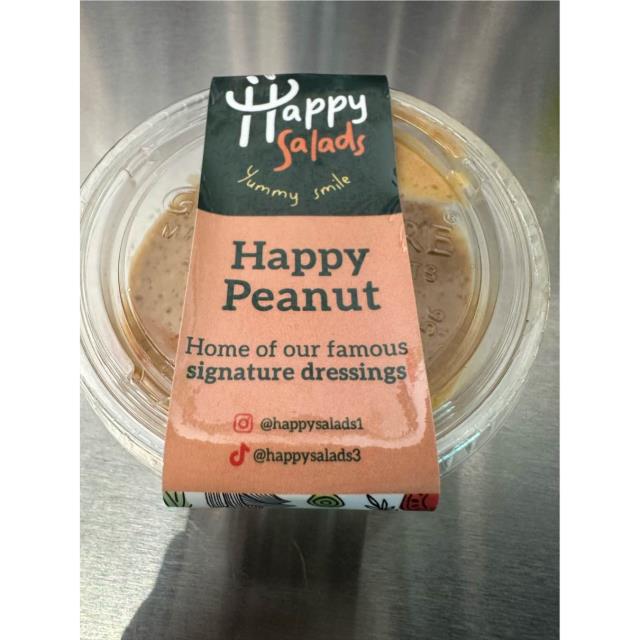 Happy
Salads
yummy smile
Happy
Peanut
Home of our famous
signature dressings
@happysalads1
@happysalads3